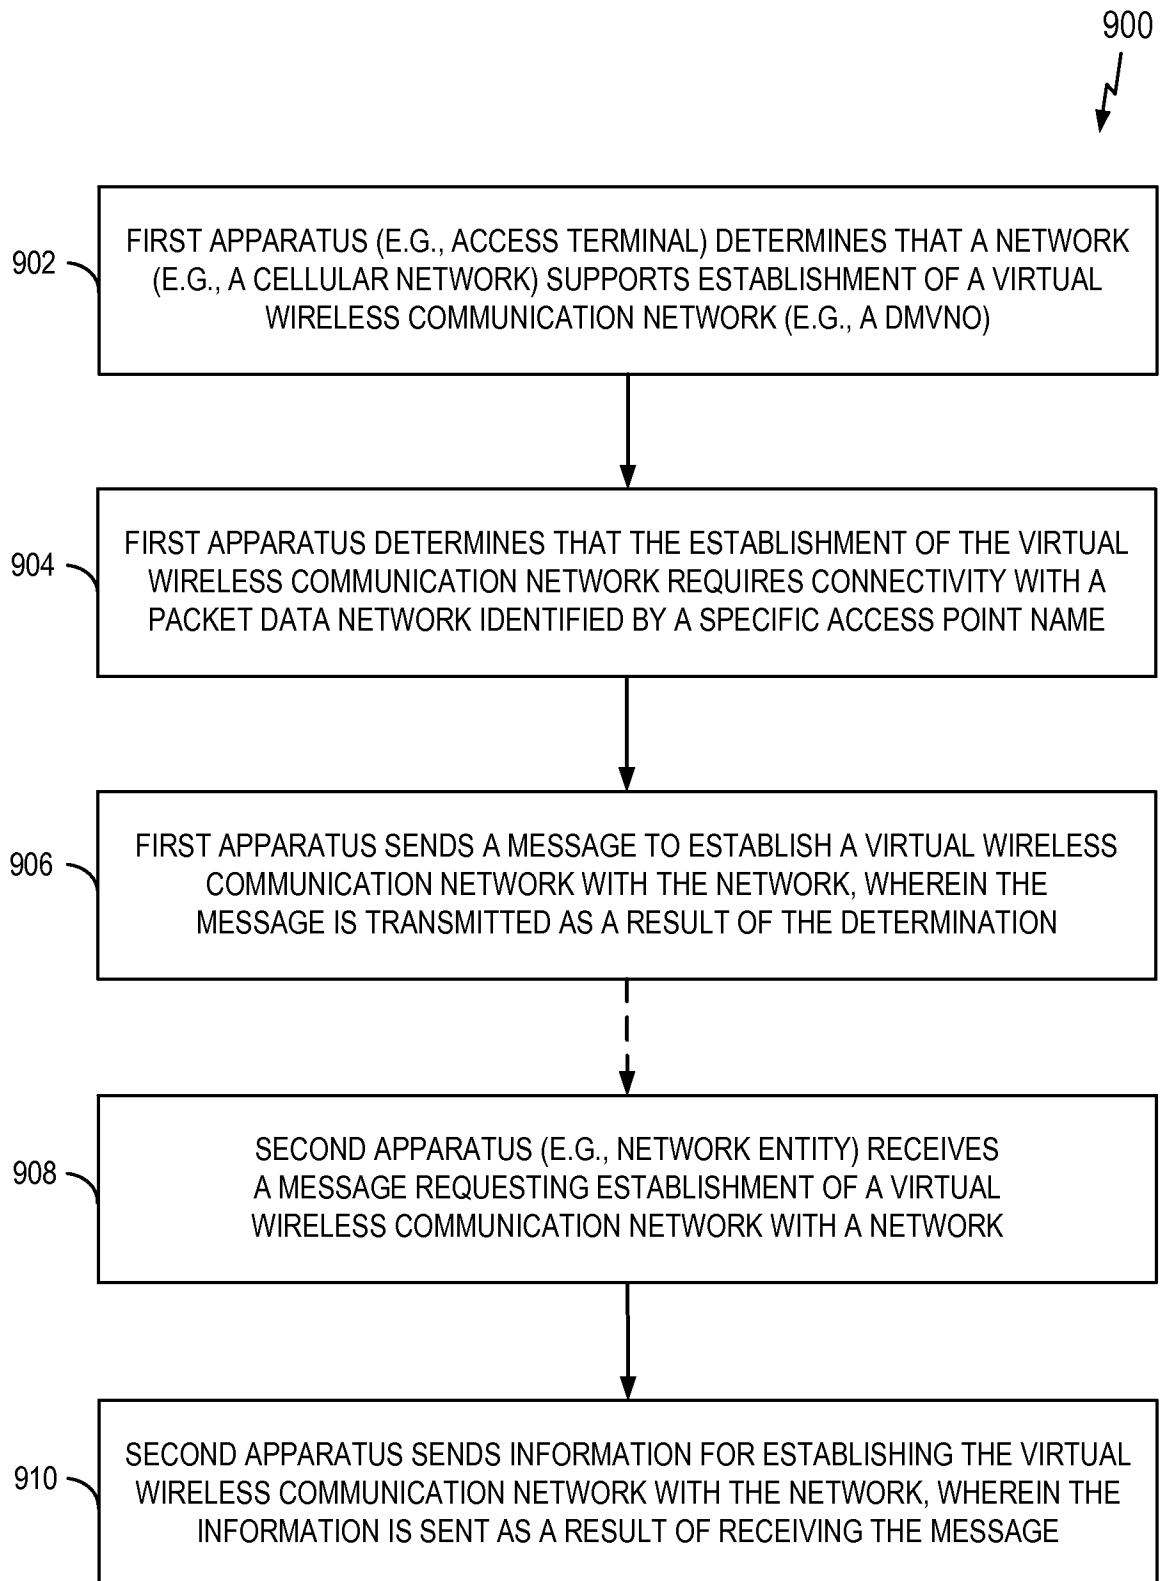 900
902
FIRST APPARATUS (E.G., ACCESS TERMINAL) DETERMINES THAT A NETWORK
(E.G., A CELLULAR NETWORK) SUPPORTS ESTABLISHMENT OF A VIRTUAL
WIRELESS COMMUNICATION NETWORK (E.G., A DMVNO)
904
FIRST APPARATUS DETERMINES THAT THE ESTABLISHMENT OF THE VIRTUAL
WIRELESS COMMUNICATION NETWORK REQUIRES CONNECTIVITY WITH A
PACKET DATA NETWORK IDENTIFIED BY A SPECIFIC ACCESS POINT NAME
906
FIRST APPARATUS SENDS A MESSAGE TO ESTABLISH A VIRTUAL WIRELESS
COMMUNICATION NETWORK WITH THE NETWORK, WHEREIN THE
MESSAGE IS TRANSMITTED AS A RESULT OF THE DETERMINATION
908
SECOND APPARATUS (E.G., NETWORK ENTITY) RECEIVES
A MESSAGE REQUESTING ESTABLISHMENT OF A VIRTUAL
WIRELESS COMMUNICATION NETWORK WITH A NETWORK
910
SECOND APPARATUS SENDS INFORMATION FOR ESTABLISHING THE VIRTUAL
WIRELESS COMMUNICATION NETWORK WITH THE NETWORK, WHEREIN THE
INFORMATION IS SENT AS A RESULT OF RECEIVING THE MESSAGE